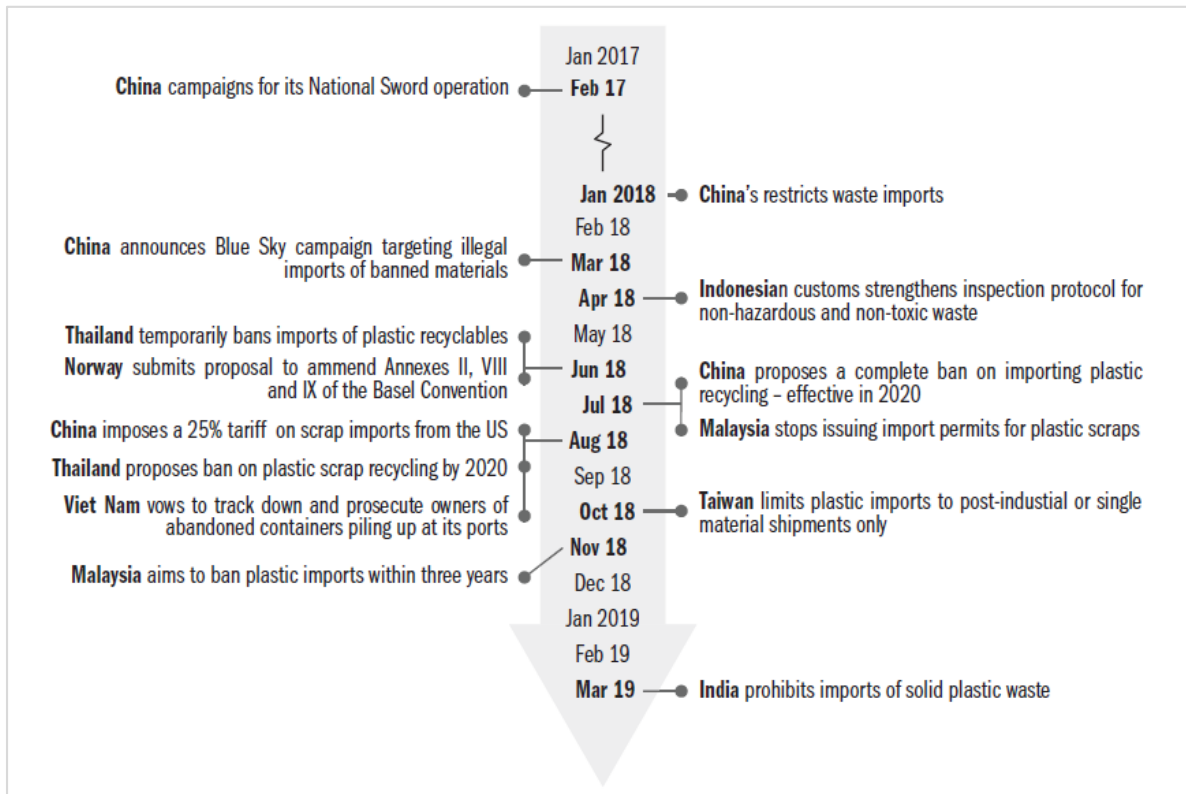 Jan 2017
China campaigns for its National Sword operation
Feb 17
Jan 2018
China's restricts waste imports
Feb 18
China announces Blue Sky campaign targeting illegal
imports of banned materials
Mar 18
Apr 18
Indonesian customs strengthens inspection protocol for
non-hazardous and non-toxic waste
Thailand temporarily bans imports of plastic recyclables
May 18
Norway submits proposal to ammend Annexes II, VIII
and IX of the Basel Convention
Jun 18
China proposes a complete ban on importing plastic
recycling – effective in 2020
Jul 18
Malaysia stops issuing import permits for plastic scraps
China imposes a 25% tariff on scrap imports from the US
Aug 18
Thailand proposes ban on plastic scrap recycling by 2020
Sep 18
Viet Nam vows to track down and prosecute owners of
abandoned containers piling up at its ports
Oct 18
Taiwan limits plastic imports to post-industial or single
material shipments only
Nov 18
Malaysia aims to ban plastic imports within three years
Dec 18
Jan 2019
Feb 19
Mar 19
India prohibits imports of solid plastic waste